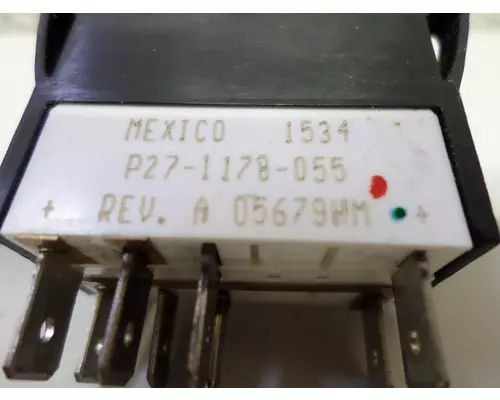 MEXICO 1534
P27-1178-055
+ REV. A 05679WM +